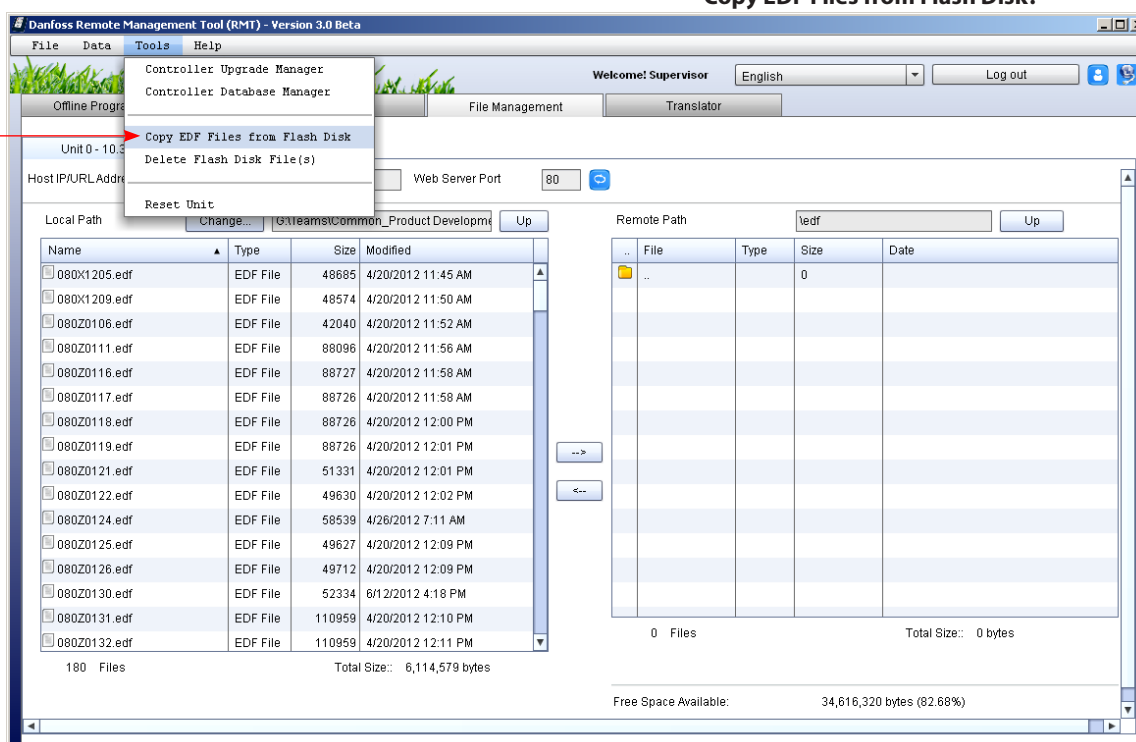 Copy EDF Files from Flash Disk.
Danfoss Remote Management Tool (RMT) - Version 3.0 Beta
File Data Tools Help
Controller Upgrade Manager
Controller Database Manager
Copy EDF Files from Flash Disk
Delete Flash Disk File(s)
Reset Unit
Welcome! Supervisor English Log out
Offline Progra File Management Translator
Unit 0 - 10.3
Host IP/URL Addre Web Server Port 80
Local Path Change... G:\Teams\Common_Product Developme Up
Remote Path \edf Up
Name Type Size Modified
.. File Type Size Date
080X1205.edf EDF File 48685 4/20/2012 11:45 AM
.. 0
080X1209.edf EDF File 48574 4/20/2012 11:50 AM
080Z0106.edf EDF File 42040 4/20/2012 11:52 AM
080Z0111.edf EDF File 88096 4/20/2012 11:56 AM
080Z0116.edf EDF File 88727 4/20/2012 11:58 AM
080Z0117.edf EDF File 88726 4/20/2012 11:58 AM
080Z0118.edf EDF File 88726 4/20/2012 12:00 PM
080Z0119.edf EDF File 88726 4/20/2012 12:01 PM
-->
080Z0121.edf EDF File 51331 4/20/2012 12:01 PM
080Z0122.edf EDF File 49630 4/20/2012 12:02 PM
<--
080Z0124.edf EDF File 58539 4/26/2012 7:11 AM
080Z0125.edf EDF File 49627 4/20/2012 12:09 PM
080Z0126.edf EDF File 49712 4/20/2012 12:09 PM
080Z0130.edf EDF File 52334 6/12/2012 4:18 PM
080Z0131.edf EDF File 110959 4/20/2012 12:10 PM
080Z0132.edf EDF File 110959 4/20/2012 12:11 PM
0 Files Total Size:: 0 bytes
180 Files Total Size:: 6,114,579 bytes
Free Space Available: 34,616,320 bytes (82.68%)